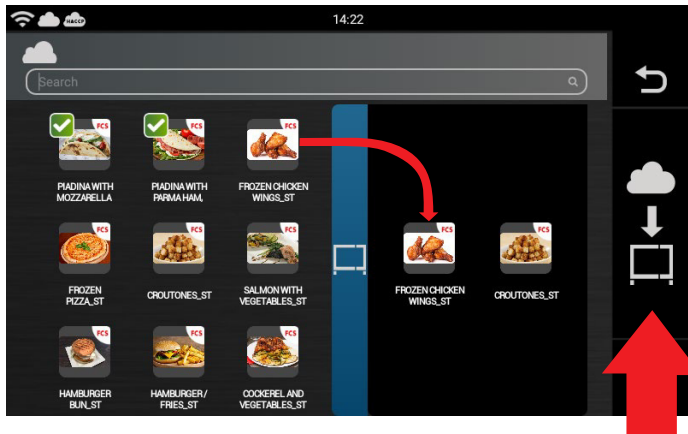 HACCP
14:22
Search
FCS
FCS
FCS
PIADINA WITH
MOZZARELLA
PIADINA WITH
PARMA HAM,
FROZEN CHICKEN
WINGS_ST
FCS
FCS
FCS
FROZEN
PIZZA_ST
CROUTONES_ST
SALMON WITH
VEGETABLES_ST
FCS
FCS
FROZEN CHICKEN
WINGS_ST
CROUTONES_ST
FCS
FCS
FCS
HAMBURGER
BUN_ST
HAMBURGER /
FRIES_ST
COCKEREL AND
VEGETABLES_ST